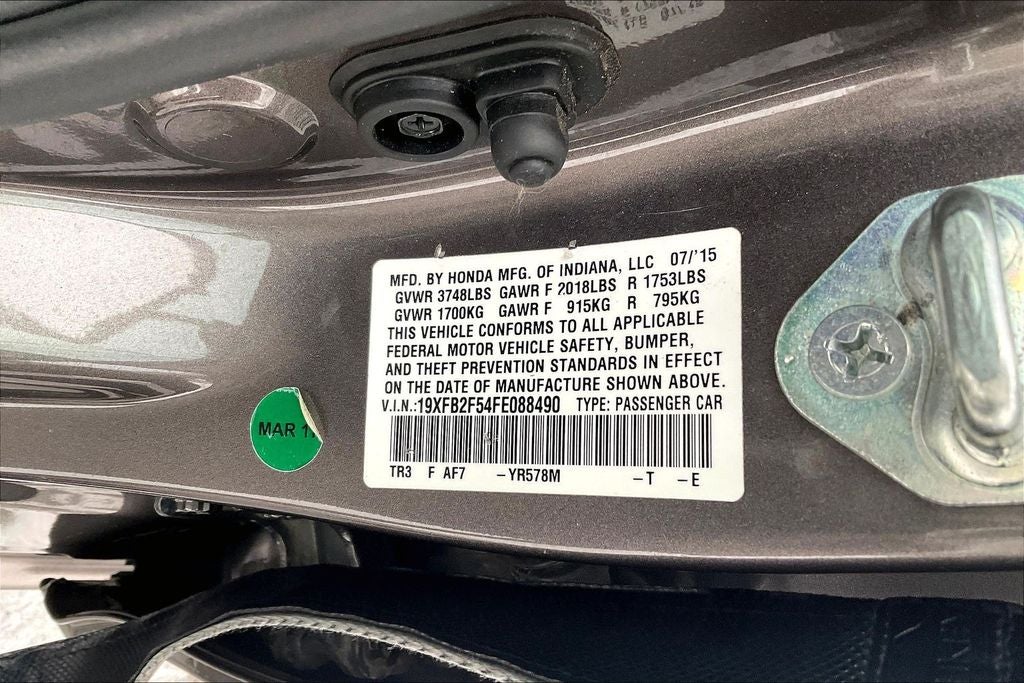 MFD. BY HONDA MFG. OF INDIANA, LLC 07/'15
GVWR 3748LBS GAWR F 2018LBS R 1753LBS
GVWR 1700KG GAWR F 915KG R 795KG
THIS VEHICLE CONFORMS TO ALL APPLICABLE
FEDERAL MOTOR VEHICLE SAFETY, BUMPER,
AND THEFT PREVENTION STANDARDS IN EFFECT
ON THE DATE OF MANUFACTURE SHOWN ABOVE.
V.I.N.:19XFB2F54FE088490 TYPE: PASSENGER CAR
TR3 F AF7 –YR578M –T –E
MAR